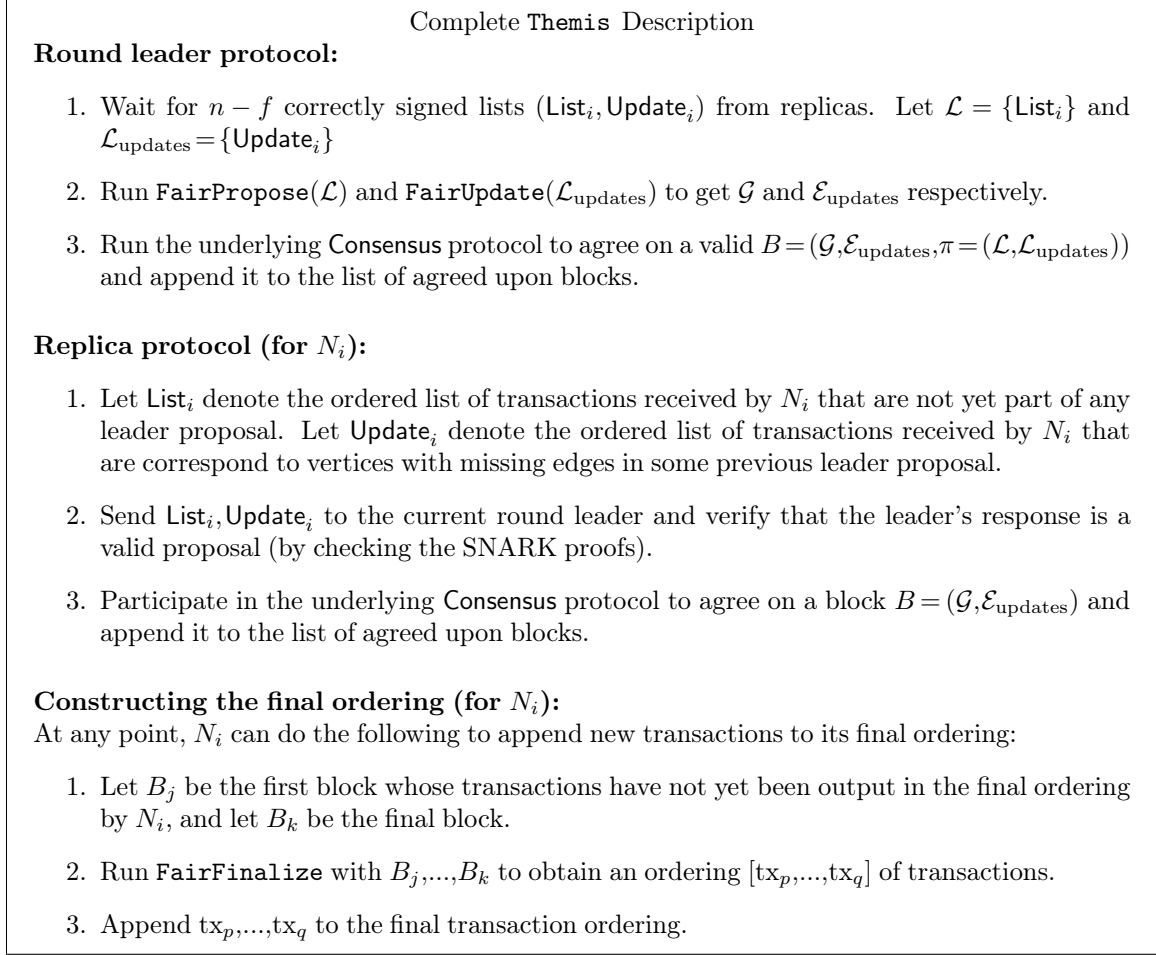 Complete Themis Description
Round leader protocol:
1. Wait for n − f correctly signed lists (List_i, Update_i) from replicas. Let ℒ = {List_i} and
ℒ_updates = {Update_i}
2. Run FairPropose(ℒ) and FairUpdate(ℒ_updates) to get 𝒢 and ℰ_updates respectively.
3. Run the underlying Consensus protocol to agree on a valid B = (𝒢,ℰ_updates,π = (ℒ,ℒ_updates))
and append it to the list of agreed upon blocks.
Replica protocol (for N_i):
1. Let List_i denote the ordered list of transactions received by N_i that are not yet part of any
leader proposal. Let Update_i denote the ordered list of transactions received by N_i that
are correspond to vertices with missing edges in some previous leader proposal.
2. Send List_i, Update_i to the current round leader and verify that the leader's response is a
valid proposal (by checking the SNARK proofs).
3. Participate in the underlying Consensus protocol to agree on a block B = (𝒢,ℰ_updates) and
append it to the list of agreed upon blocks.
Constructing the final ordering (for N_i):
At any point, N_i can do the following to append new transactions to its final ordering:
1. Let B_j be the first block whose transactions have not yet been output in the final ordering
by N_i, and let B_k be the final block.
2. Run FairFinalize with B_j,...,B_k to obtain an ordering [tx_p,...,tx_q] of transactions.
3. Append tx_p,...,tx_q to the final transaction ordering.